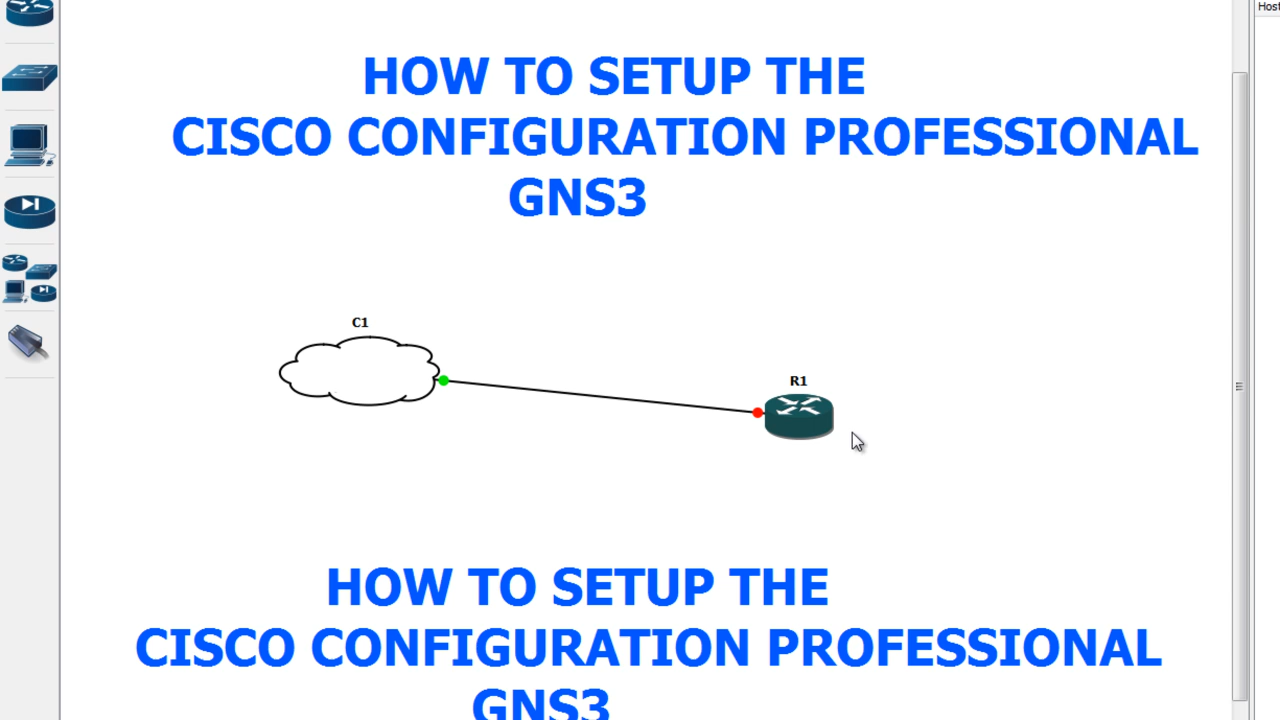 Host
HOW TO SETUP THE
CISCO CONFIGURATION PROFESSIONAL
GNS3
C1
R1
HOW TO SETUP THE
CISCO CONFIGURATION PROFESSIONAL
GNS3